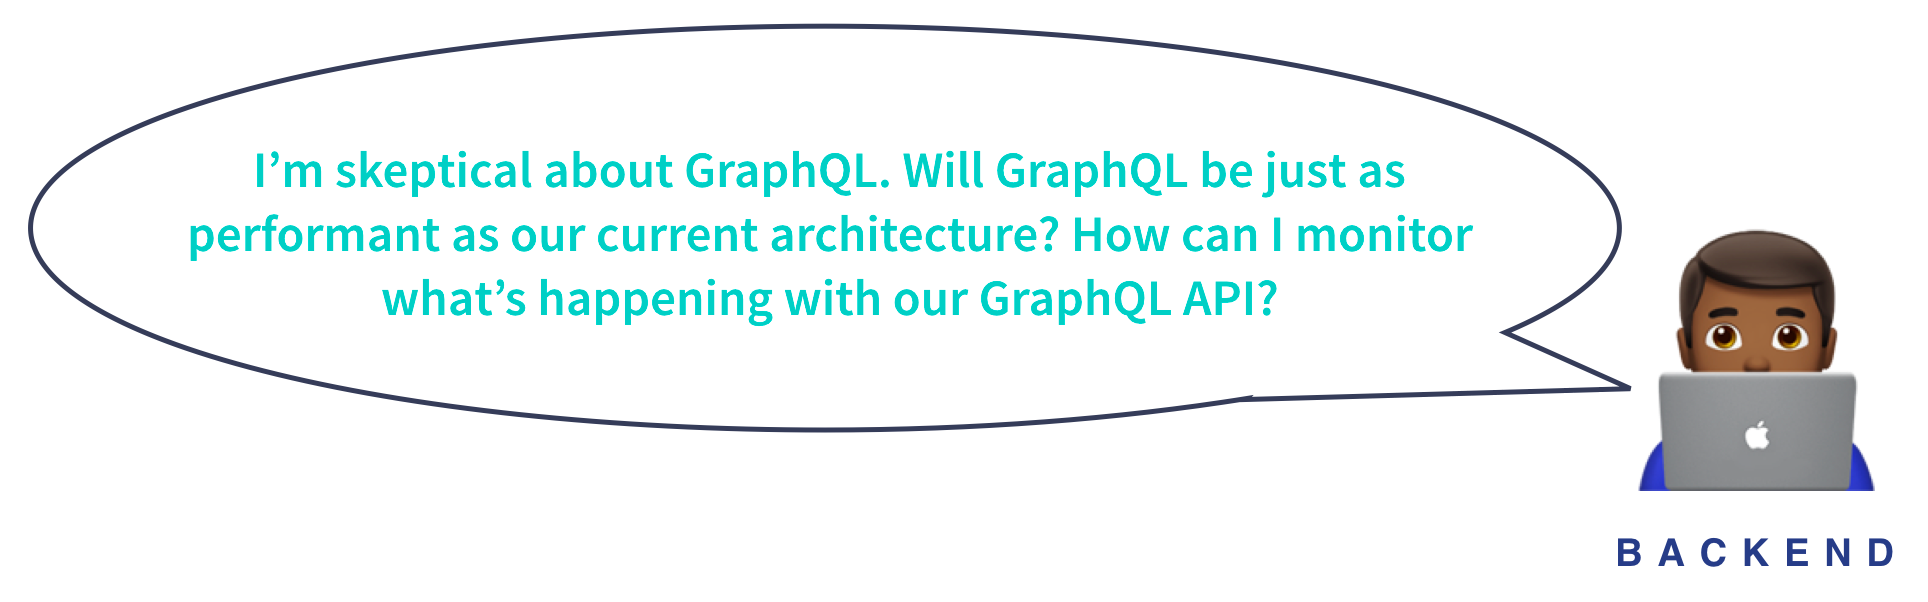 I’m skeptical about GraphQL. Will GraphQL be just as
performant as our current architecture? How can I monitor
what’s happening with our GraphQL API?
BACKEND